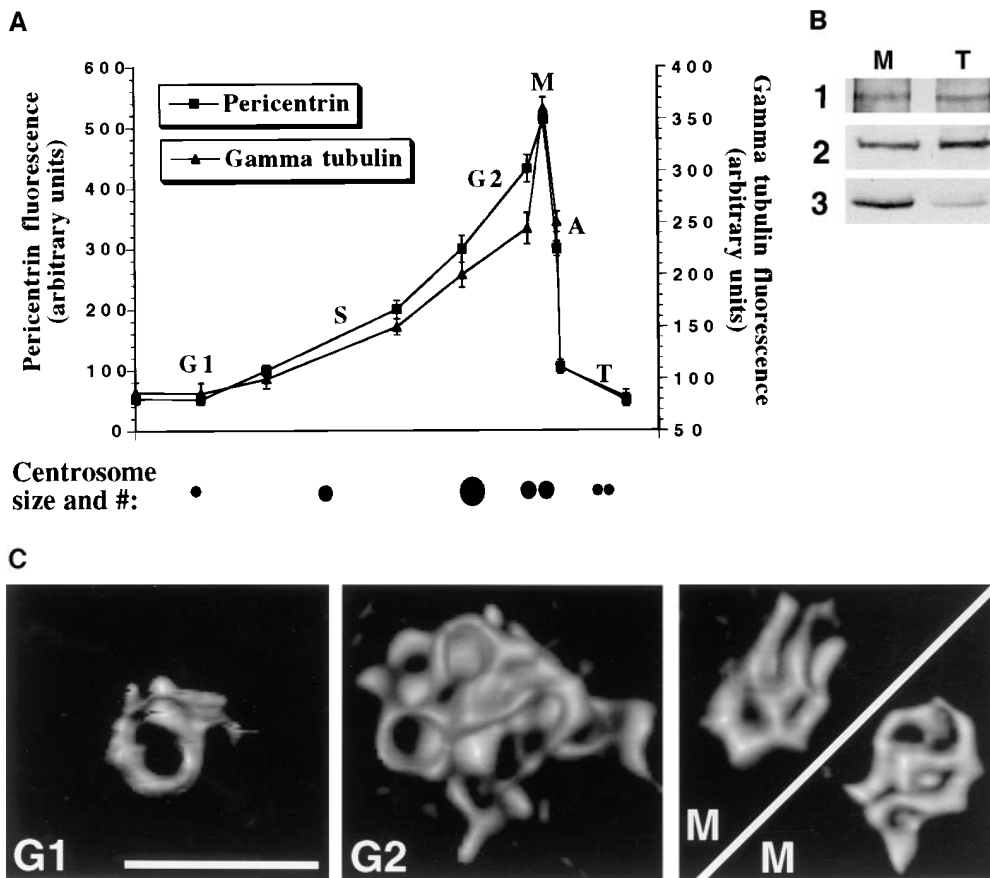 A
B
Pericentrin fluorescence
(arbitrary units)
600
500
400
300
200
100
0
Pericentrin
Gamma tubulin
G1
S
G2
M
A
T
400
350
300
250
200
150
100
50
Gamma tubulin fluorescence
(arbitrary units)
M T
1
2
3
Centrosome
size and #:
C
G1
G2
M
M